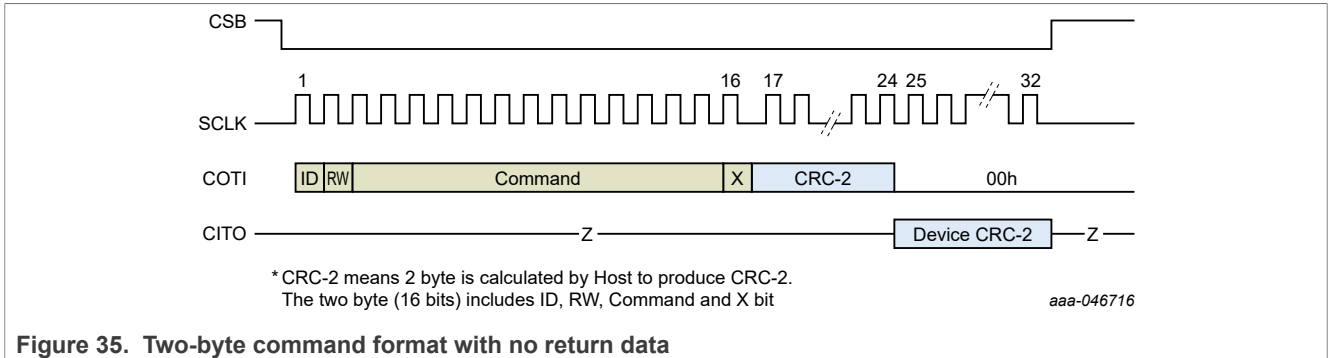 CSB
1 16 17 24 25 32
SCLK
COTI ID RW Command X CRC-2 00h
CITO Z Device CRC-2 Z
* CRC-2 means 2 byte is calculated by Host to produce CRC-2.
The two byte (16 bits) includes ID, RW, Command and X bit
aaa-046716
Figure 35. Two-byte command format with no return data